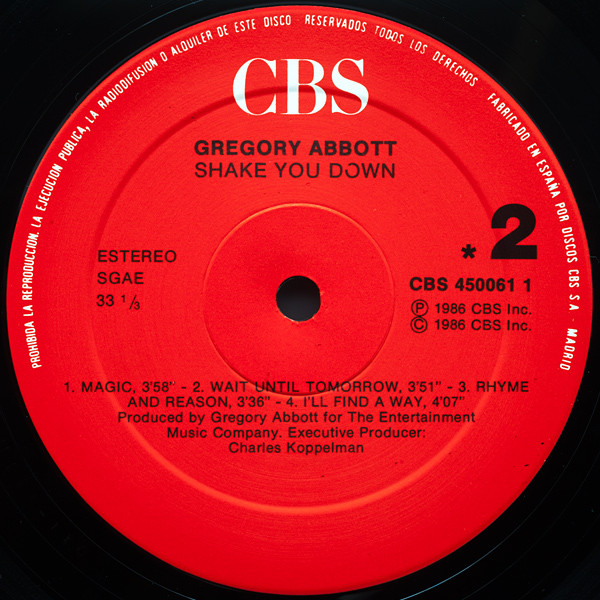 PROHIBIDA LA REPRODUCCION. LA EJECUCION PUBLICA, LA RADIODIFUSION O ALQUILER DE ESTE DISCO - RESERVADOS TODOS LOS DERECHOS - FABRICADO EN ESPAÑA POR DISCOS CBS S.A. MADRID
CBS
GREGORY ABBOTT
SHAKE YOU DOWN
ESTEREO
SGAE
33 1/3
* 2
CBS 450061 1
Ⓟ 1986 CBS Inc.
© 1986 CBS Inc.
1. MAGIC, 3'58" - 2. WAIT UNTIL TOMORROW, 3'51" - 3. RHYME
AND REASON, 3'36" - 4. I'LL FIND A WAY, 4'07"
Produced by Gregory Abbott for The Entertainment
Music Company. Executive Producer:
Charles Koppelman